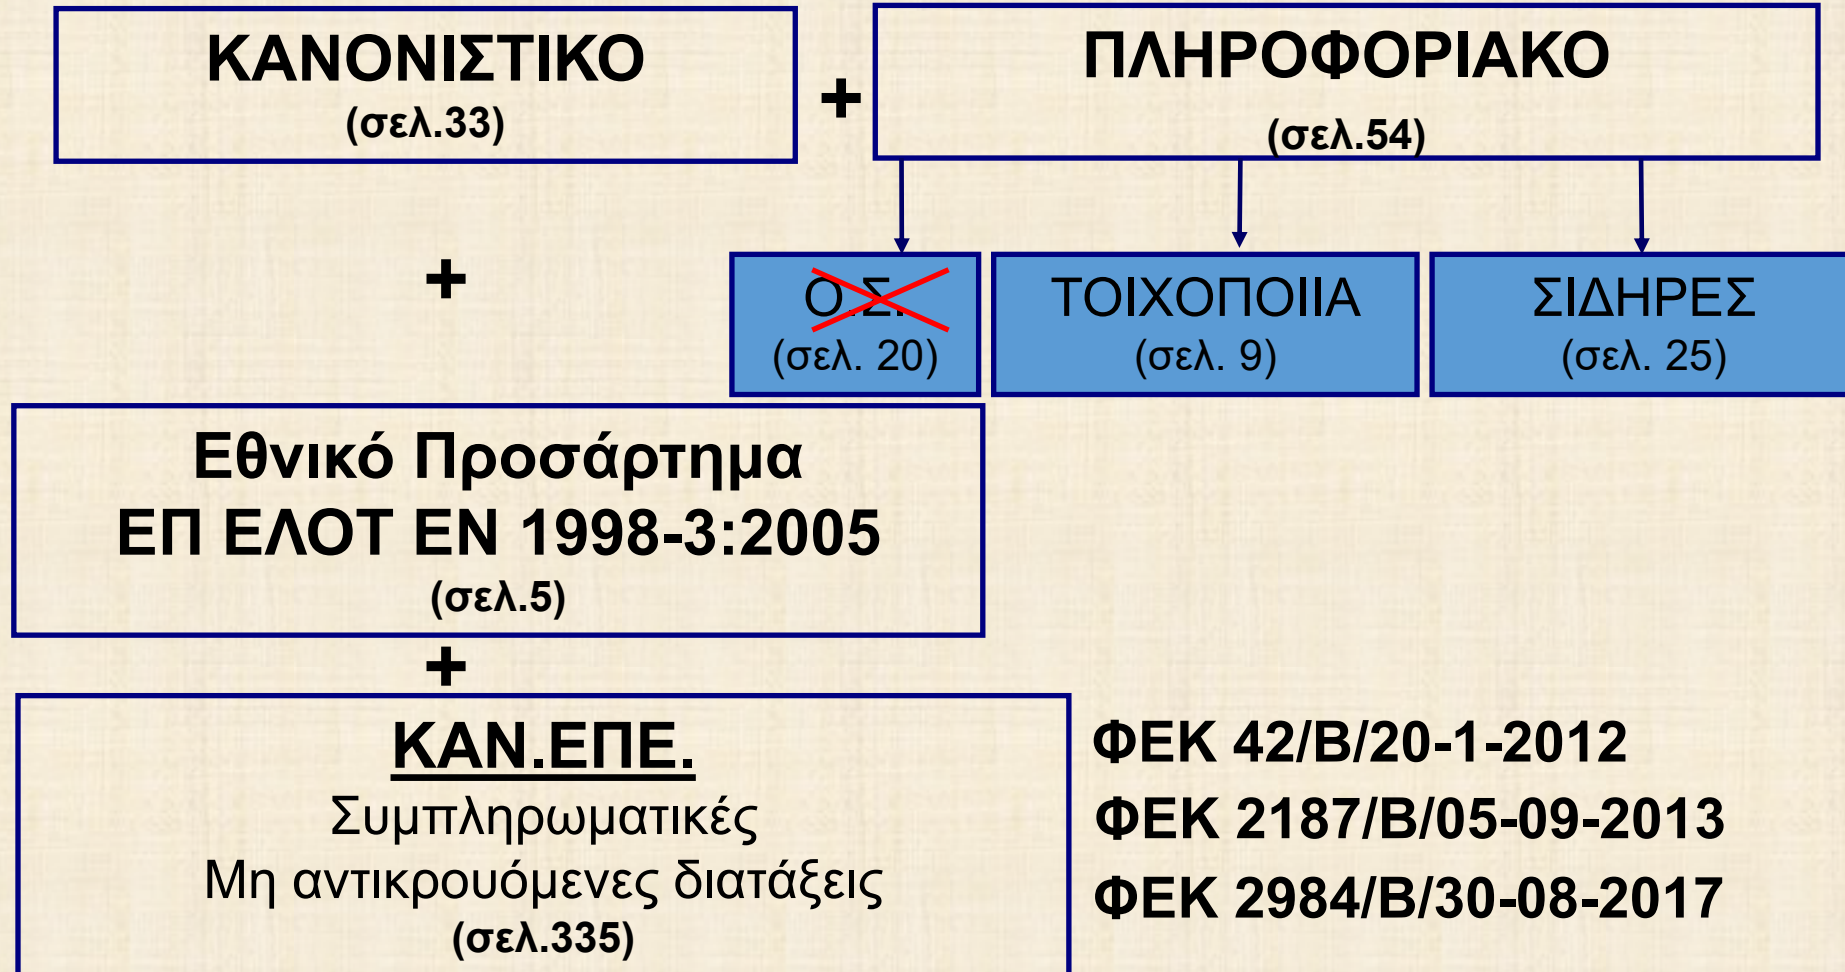 ΚΑΝΟΝΙΣΤΙΚΟ
(σελ.33)
+
ΠΛΗΡΟΦΟΡΙΑΚΟ
(σελ.54)
+
Ο.Σ.
(σελ. 20)
ΤΟΙΧΟΠΟΙΙΑ
(σελ. 9)
ΣΙΔΗΡΕΣ
(σελ. 25)
Εθνικό Προσάρτημα
ΕΠ ΕΛΟΤ ΕΝ 1998-3:2005
(σελ.5)
+
ΚΑΝ.ΕΠΕ.
Συμπληρωματικές
Μη αντικρουόμενες διατάξεις
(σελ.335)
ΦΕΚ 42/Β/20-1-2012
ΦΕΚ 2187/Β/05-09-2013
ΦΕΚ 2984/Β/30-08-2017